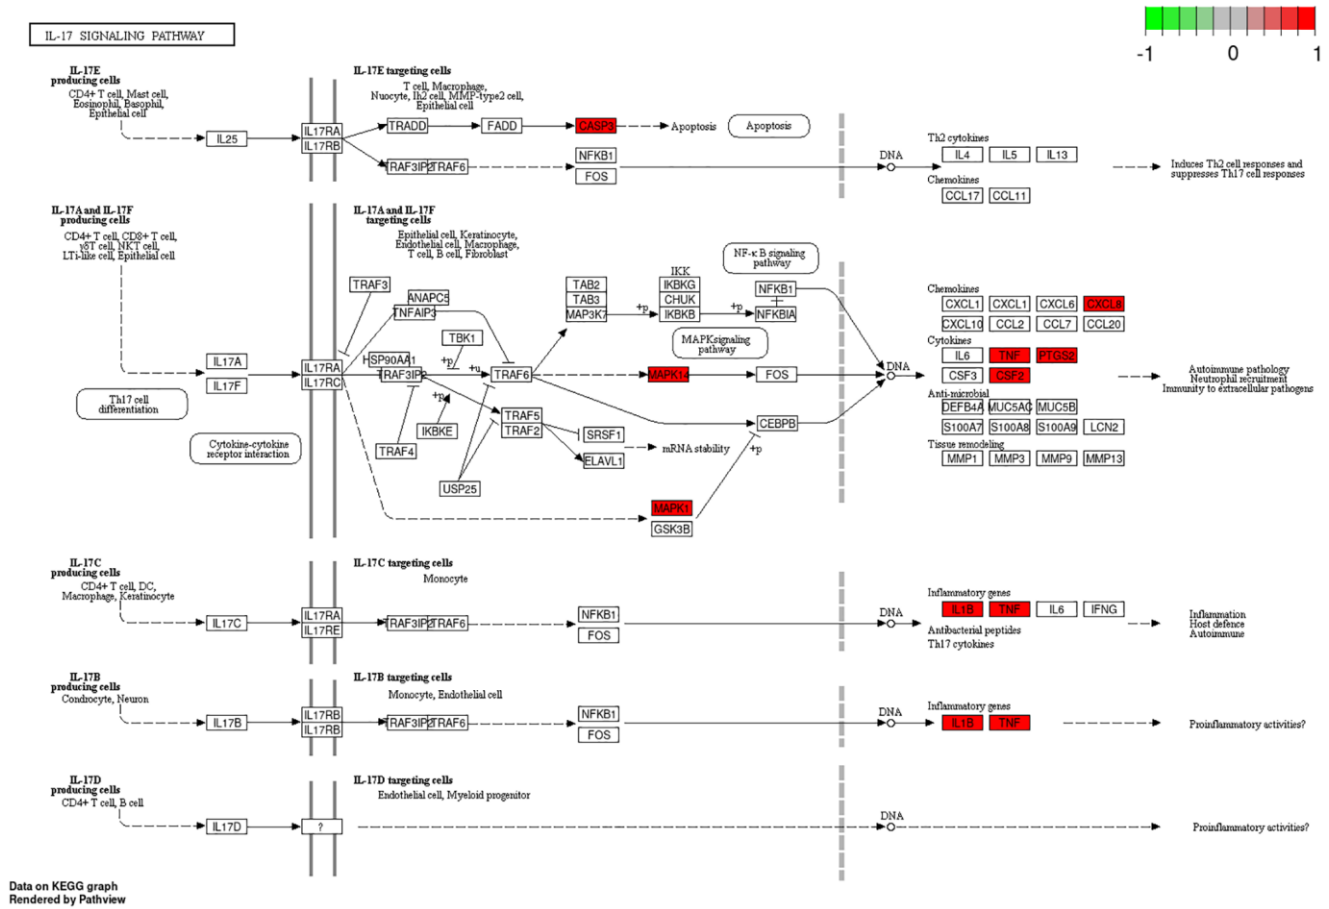 IL-17 SIGNALING PATHWAY
-1 0 1
IL-17E
producing cells
CD4+ T cell, Mast cell,
Eosinophil, Basophil,
Epithelial cell
IL-17E targeting cells
T cell, Macrophage,
Nuocyte, Ih2 cell, MMP-type2 cell,
Epithelial cell
IL25
IL17RA
IL17RB
TRADD
FADD
CASP3
Apoptosis
Apoptosis
TRAF3IP2
TRAF6
NFKB1
FOS
DNA
Th2 cytokines
IL4 IL5 IL13
Chemokines
CCL17 CCL11
Induces Th2 cell responses and
suppresses Th17 cell responses
IL-17A and IL-17F
producing cells
CD4+ T cell, CD8+ T cell,
γδT cell, NKT cell,
LTi-like cell, Epithelial cell
IL-17A and IL-17F
targeting cells
Epithelial cell, Keratinocyte,
Endothelial cell, Macrophage,
T cell, B cell, Fibroblast
NF-κB signaling
pathway
TRAF3
ANAPC5
TNFAIP3
TAB2
TAB3
MAP3K7
+p
IKK
IKBKG
CHUK
IKBKB
+p
NFKB1
NFKBIA
TBK1
+p
MAPK signaling
pathway
IL17A
IL17F
IL17RA
IL17RC
HSP90AA1
TRAF3IP2
+u
TRAF6
MAPK14
FOS
DNA
+p
IKBKE
TRAF5
TRAF2
SRSF1
ELAVL1
mRNA stability
CEBPB
+p
TRAF4
USP25
MAPK1
GSK3B
Th17 cell
differentiation
Cytokine-cytokine
receptor interaction
Chemokines
CXCL1 CXCL1 CXCL6 CXCL8
CXCL10 CCL2 CCL7 CCL20
Cytokines
IL6 TNF PTGS2
CSF3 CSF2
Anti-microbial
DEFB4A MUC5AC MUC5B
S100A7 S100A8 S100A9 LCN2
Tissue remodeling
MMP1 MMP3 MMP9 MMP13
Autoimmune pathology
Neutrophil recruitment
Immunity to extracellular pathogens
IL-17C
producing cells
CD4+ T cell, DC,
Macrophage, Keratinocyte
IL-17C targeting cells
Monocyte
IL17C
IL17RA
IL17RE
TRAF3IP2
TRAF6
NFKB1
FOS
DNA
Inflammatory genes
IL1B TNF IL6 IFNG
Antibacterial peptides
Th17 cytokines
Inflammation
Host defence
Autoimmune
IL-17B
producing cells
Condrocyte, Neuron
IL-17B targeting cells
Monocyte, Endothelial cell
IL17B
IL17RB
IL17RB
TRAF3IP2
TRAF6
NFKB1
FOS
DNA
Inflammatory genes
IL1B TNF
Proinflammatory activities?
IL-17D
producing cells
CD4+ T cell, B cell
IL-17D targeting cells
Endothelial cell, Myeloid progenitor
IL17D
?
DNA
Proinflammatory activities?
Data on KEGG graph
Rendered by Pathview